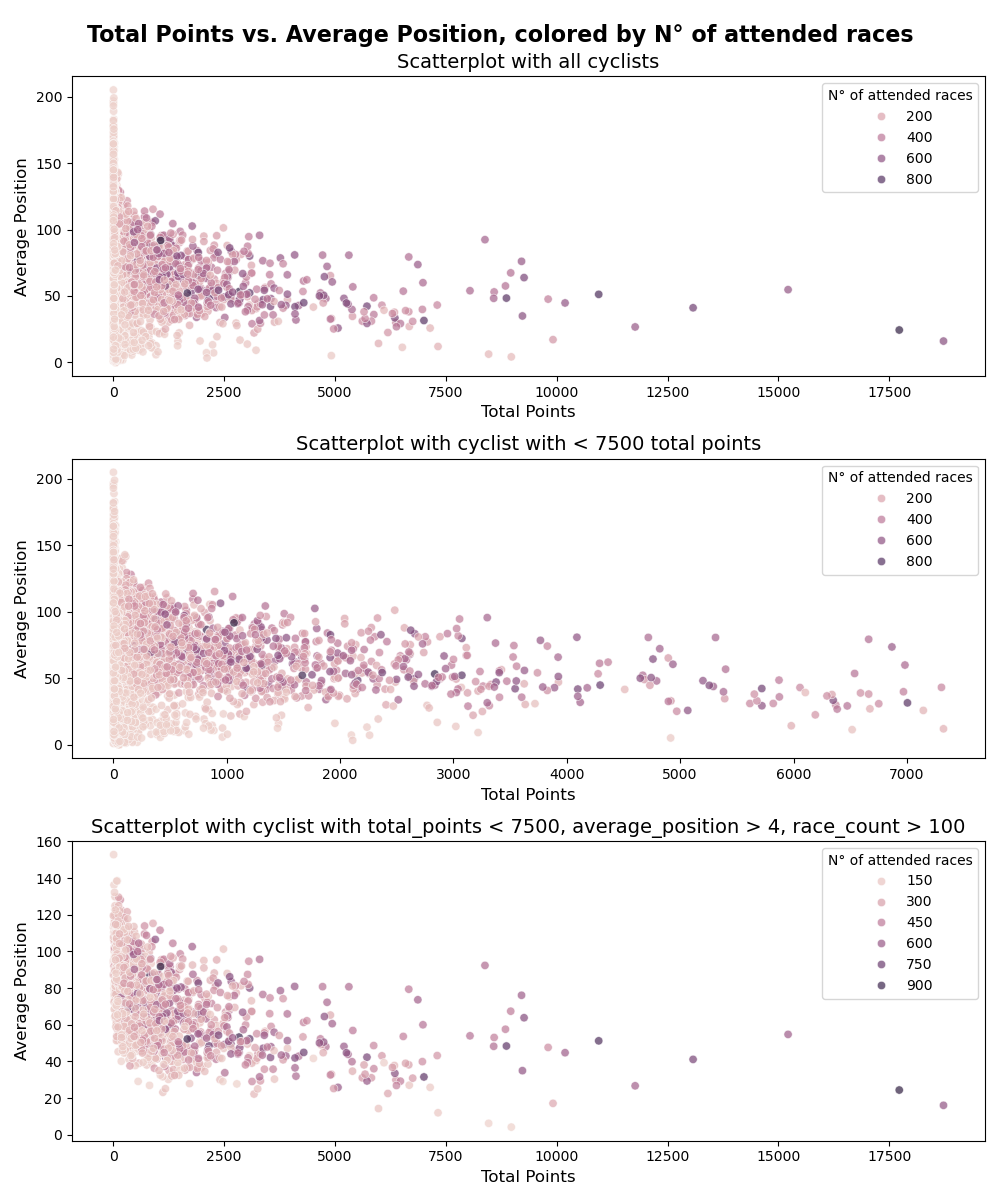 Total Points vs. Average Position, colored by N° of attended races
Scatterplot with all cyclists
N° of attended races
200
400
600
800
200
150
100
50
0
Average Position
0 2500 5000 7500 10000 12500 15000 17500
Total Points
Scatterplot with cyclist with < 7500 total points
N° of attended races
200
400
600
800
200
150
100
50
0
Average Position
0 1000 2000 3000 4000 5000 6000 7000
Total Points
Scatterplot with cyclist with total_points < 7500, average_position > 4, race_count > 100
N° of attended races
150
300
450
600
750
900
160
140
120
100
80
60
40
20
0
Average Position
0 2500 5000 7500 10000 12500 15000 17500
Total Points